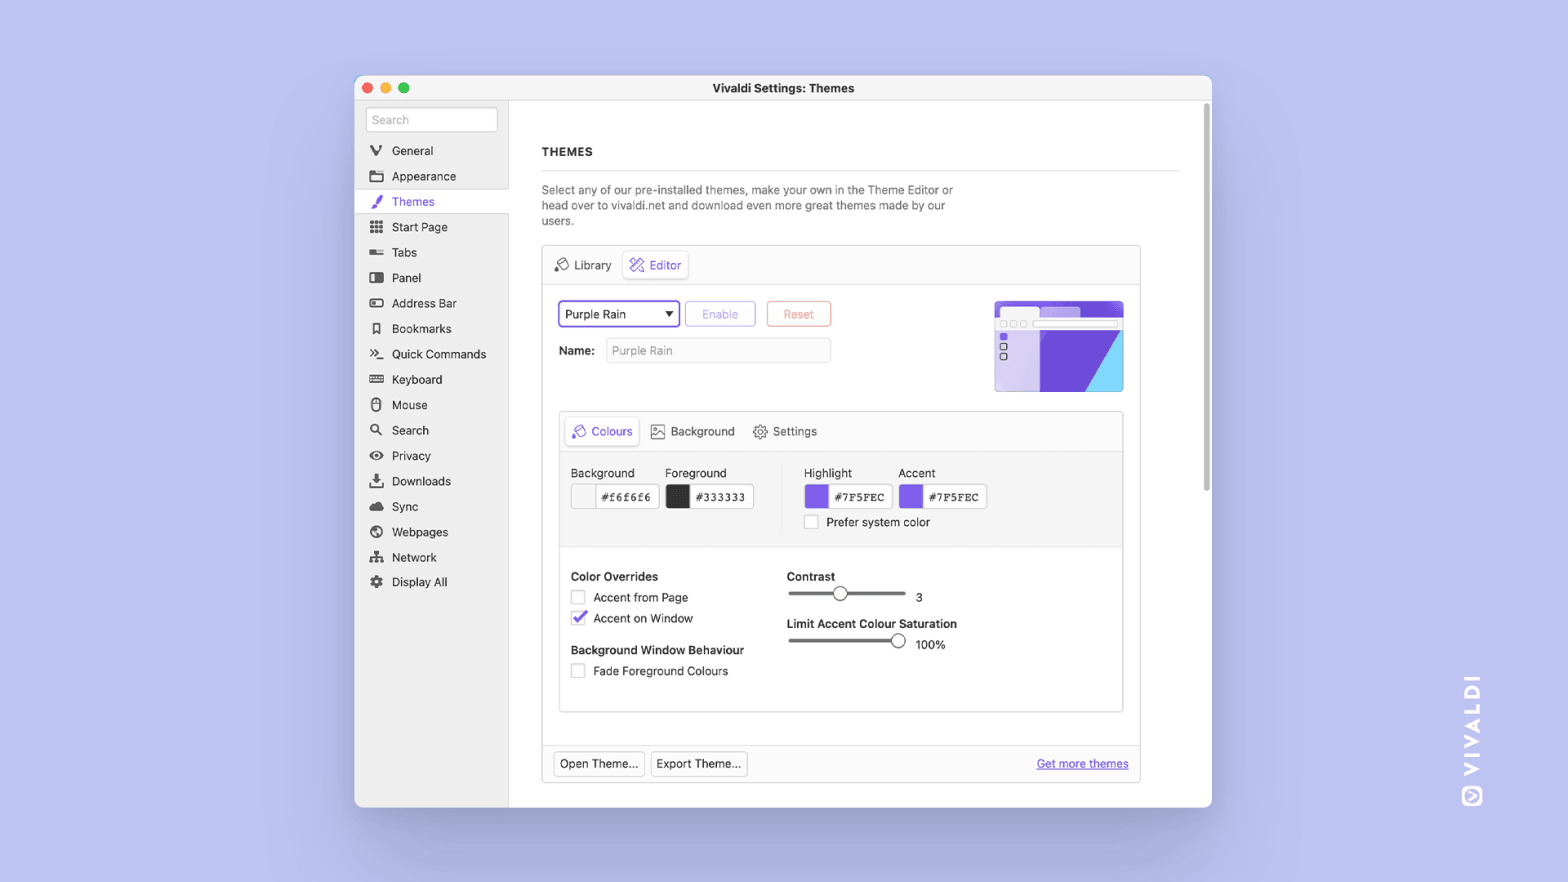 Vivaldi Settings: Themes
Search
General
Appearance
Themes
Start Page
Tabs
Panel
Address Bar
Bookmarks
Quick Commands
Keyboard
Mouse
Search
Privacy
Downloads
Sync
Webpages
Network
Display All
THEMES
Select any of our pre-installed themes, make your own in the Theme Editor or
head over to vivaldi.net and download even more great themes made by our
users.
Library
Editor
Purple Rain
Enable
Reset
Name:
Purple Rain
Colours
Background
Settings
Background
Foreground
Highlight
Accent
#f6f6f6
#333333
#7F5FEC
#7F5FEC
Prefer system color
Color Overrides
Accent from Page
Accent on Window
Background Window Behaviour
Fade Foreground Colours
Contrast
3
Limit Accent Colour Saturation
100%
Open Theme...
Export Theme...
Get more themes
VIVALDI